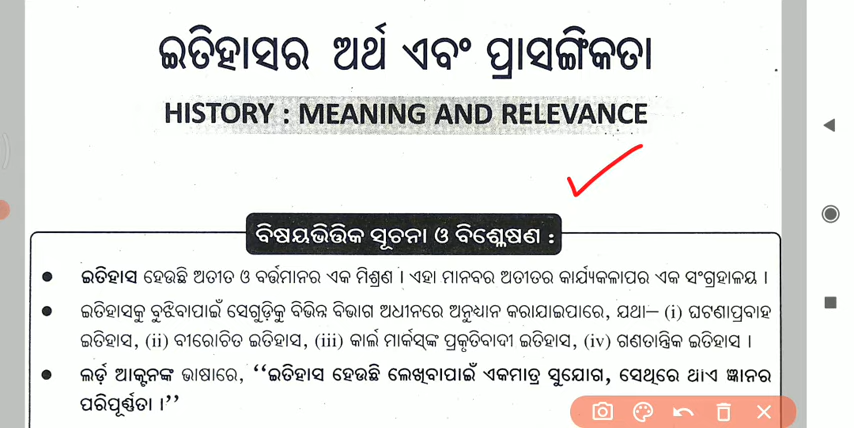 ଇତିହାସର ଅର୍ଥ ଏବଂ ପ୍ରାସଙ୍ଗିକତା
HISTORY : MEANING AND RELEVANCE
ବିଷୟଭିତ୍ତିକ ସୂଚନା ଓ ବିଶ୍ଳେଷଣ :
● ଇତିହାସ ହେଉଛି ଅତୀତ ଓ ବର୍ତ୍ତମାନର ଏକ ମିଶ୍ରଣ । ଏହା ମାନବର ଅତୀତର କାର୍ଯ୍ୟକଳାପର ଏକ ସଂଗ୍ରହାଳୟ ।
● ଇତିହାସକୁ ବୁଝିବାପାଇଁ ସେଗୁଡ଼ିକୁ ବିଭିନ୍ନ ବିଭାଗ ଅଧୀନରେ ଅନୁଧ୍ୟାନ କରାଯାଇପାରେ, ଯଥା— (i) ଘଟଣାପ୍ରବାହ
ଇତିହାସ, (ii) ବୀରୋଚିତ ଇତିହାସ, (iii) କାର୍ଲ ମାର୍କସ୍‌ଙ୍କ ପ୍ରକୃତିବାଦୀ ଇତିହାସ, (iv) ଗଣତାନ୍ତ୍ରିକ ଇତିହାସ ।
● ଲର୍ଡ଼ ଆକ୍ଟନଙ୍କ ଭାଷାରେ, ‘‘ଇତିହାସ ହେଉଛି ଲେଖିବାପାଇଁ ଏକମାତ୍ର ସୁଯୋଗ, ସେଥିରେ ଥାଏ ଜ୍ଞାନର
ପରିପୂର୍ଣ୍ଣତା ।’’